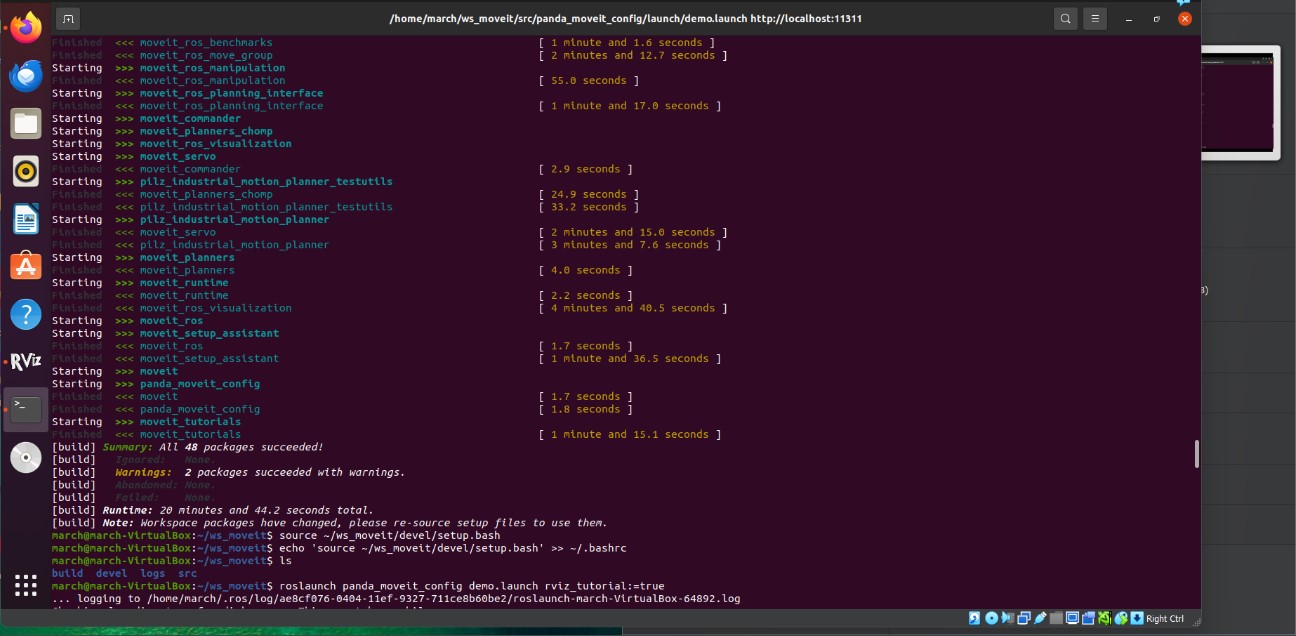 /home/march/ws_moveit/src/panda_moveit_config/launch/demo.launch http://localhost:11311
Finished <<< moveit_ros_benchmarks [ 1 minute and 1.6 seconds ]
Finished <<< moveit_ros_move_group [ 2 minutes and 12.7 seconds ]
Starting >>> moveit_ros_manipulation
Finished <<< moveit_ros_manipulation [ 55.0 seconds ]
Starting >>> moveit_ros_planning_interface
Finished <<< moveit_ros_planning_interface [ 1 minute and 17.0 seconds ]
Starting >>> moveit_commander
Starting >>> moveit_planners_chomp
Starting >>> moveit_ros_visualization
Starting >>> moveit_servo
Finished <<< moveit_commander [ 2.9 seconds ]
Starting >>> pilz_industrial_motion_planner_testutils
Finished <<< moveit_planners_chomp [ 24.9 seconds ]
Finished <<< pilz_industrial_motion_planner_testutils [ 33.2 seconds ]
Starting >>> pilz_industrial_motion_planner
Finished <<< moveit_servo [ 2 minutes and 15.0 seconds ]
Finished <<< pilz_industrial_motion_planner [ 3 minutes and 7.6 seconds ]
Starting >>> moveit_planners
Finished <<< moveit_planners [ 4.0 seconds ]
Starting >>> moveit_runtime
Finished <<< moveit_runtime [ 2.2 seconds ]
Finished <<< moveit_ros_visualization [ 4 minutes and 40.5 seconds ]
Starting >>> moveit_ros
Starting >>> moveit_setup_assistant
Finished <<< moveit_ros [ 1.7 seconds ]
Finished <<< moveit_setup_assistant [ 1 minute and 36.5 seconds ]
Starting >>> moveit
Starting >>> panda_moveit_config
Finished <<< moveit [ 1.7 seconds ]
Finished <<< panda_moveit_config [ 1.8 seconds ]
Starting >>> moveit_tutorials
Finished <<< moveit_tutorials [ 1 minute and 15.1 seconds ]
[build] Summary: All 48 packages succeeded!
[build] Ignored: None.
[build] Warnings: 2 packages succeeded with warnings.
[build] Abandoned: None.
[build] Failed: None.
[build] Runtime: 20 minutes and 44.2 seconds total.
[build] Note: Workspace packages have changed, please re-source setup files to use them.
march@march-VirtualBox:~/ws_moveit$ source ~/ws_moveit/devel/setup.bash
march@march-VirtualBox:~/ws_moveit$ echo 'source ~/ws_moveit/devel/setup.bash' >> ~/.bashrc
march@march-VirtualBox:~/ws_moveit$ ls
build devel logs src
march@march-VirtualBox:~/ws_moveit$ roslaunch panda_moveit_config demo.launch rviz_tutorial:=true
... logging to /home/march/.ros/log/ae8cf076-0404-11ef-9327-711ce8b60be2/roslaunch-march-VirtualBox-64892.log
RViz
Right Ctrl